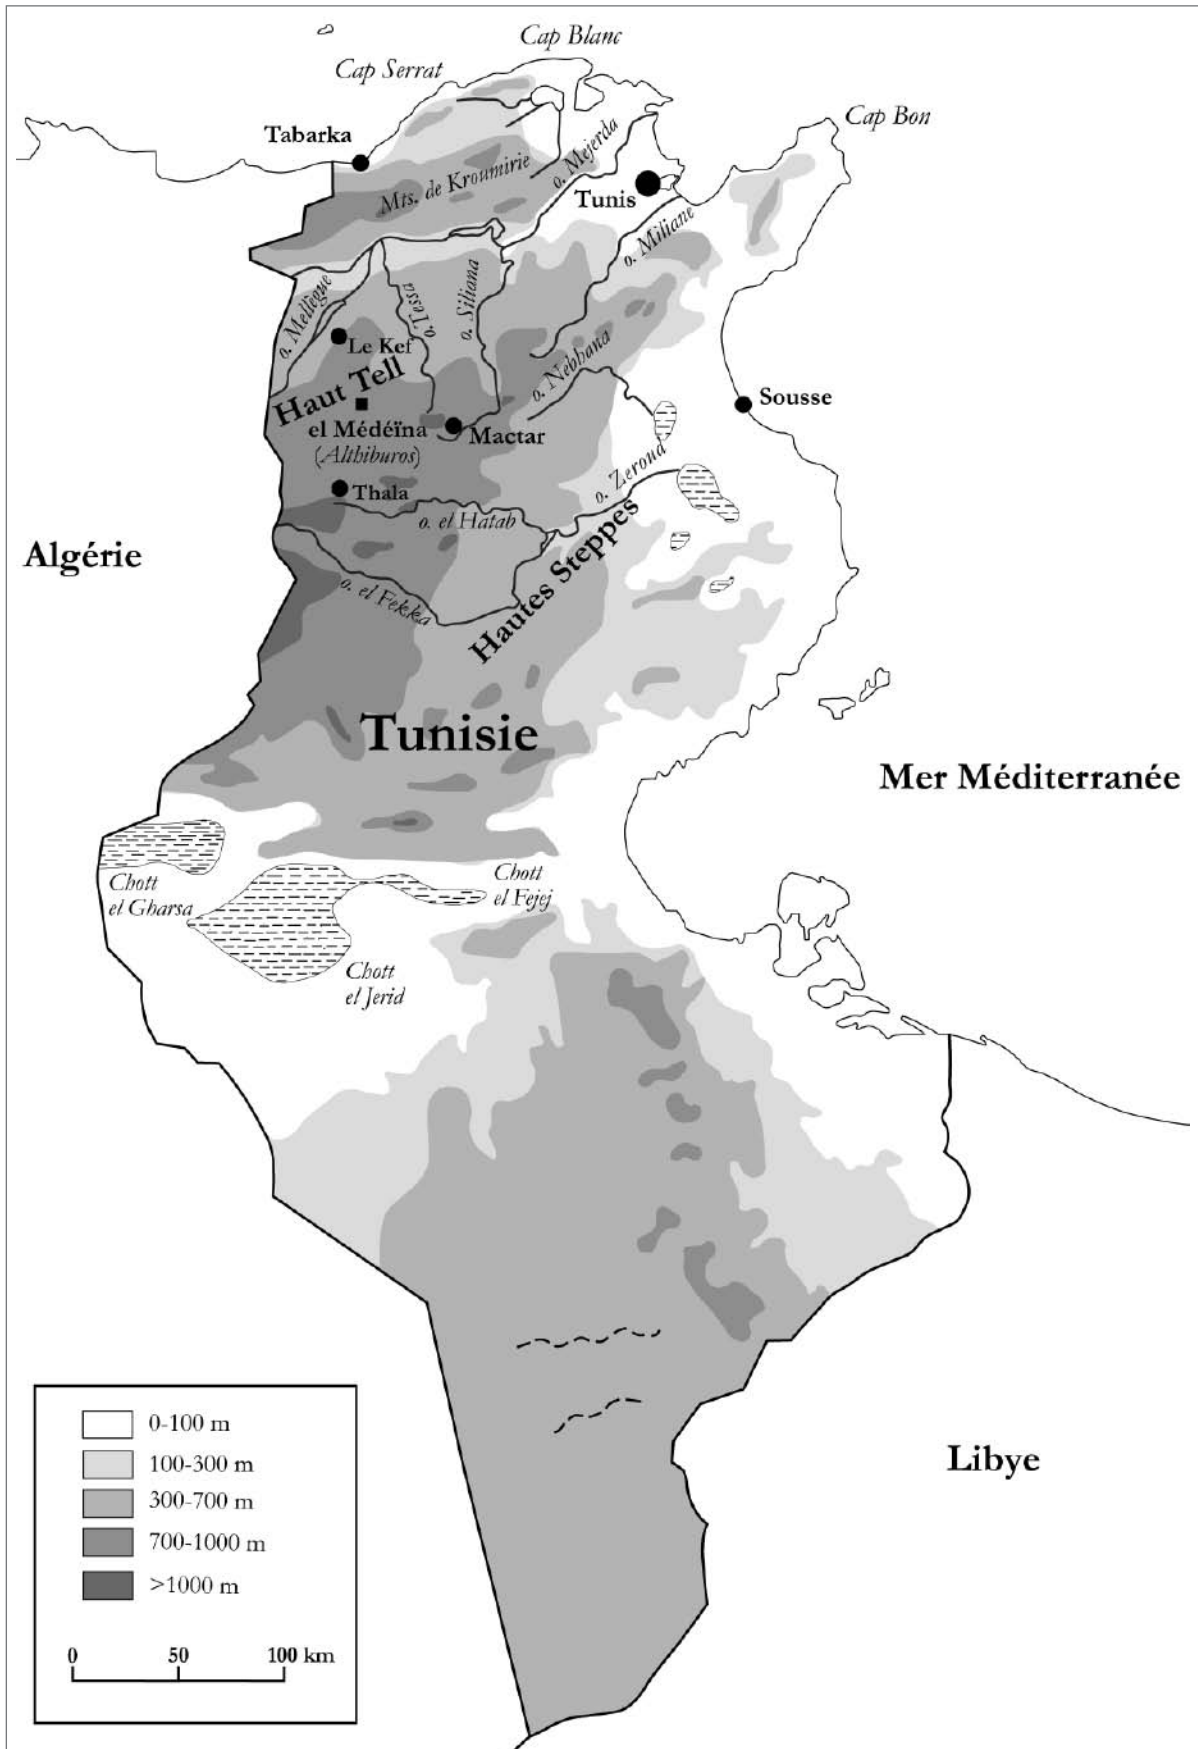 Cap Blanc
Cap Serrat
Cap Bon
Tabarka
o. Mejerda
Mts. de Kroumirie
Tunis
o. Miliane
o. Mellègue
o. Tessa
o. Siliana
Le Kef
o. Nebhana
Haut Tell
Sousse
el Médéïna
(Althiburos)
Mactar
o. Zeroud
Thala
o. el Hatab
Algérie
Hautes Steppes
o. el Fekka
Tunisie
Mer Méditerranée
Chott
el Gharsa
Chott
el Fejej
Chott
el Jerid
0-100 m
100-300 m
300-700 m
700-1000 m
>1000 m
Libye
0 50 100 km